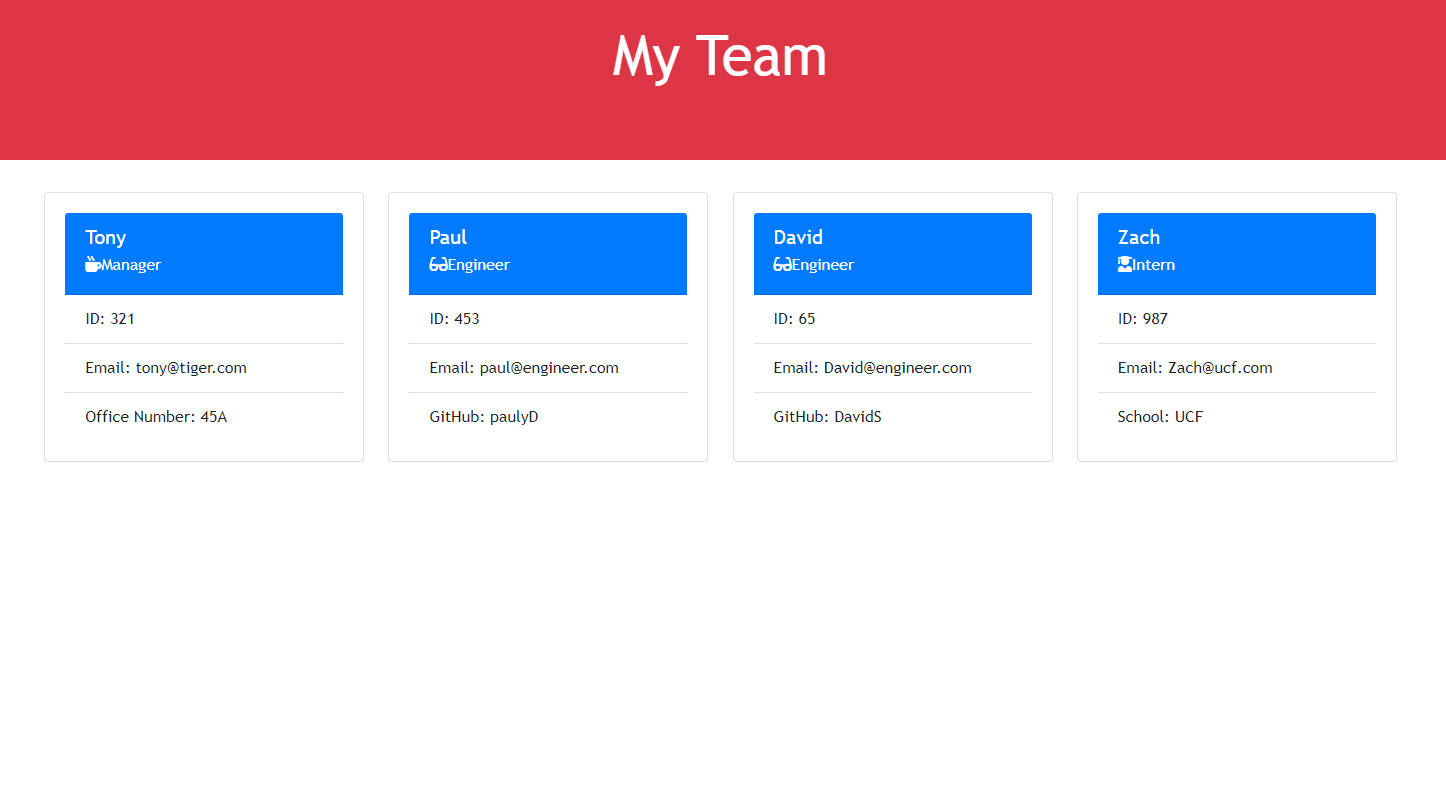 My Team
Tony
Manager
ID: 321
Email: tony@tiger.com
Office Number: 45A
Paul
Engineer
ID: 453
Email: paul@engineer.com
GitHub: paulyD
David
Engineer
ID: 65
Email: David@engineer.com
GitHub: DavidS
Zach
Intern
ID: 987
Email: Zach@ucf.com
School: UCF